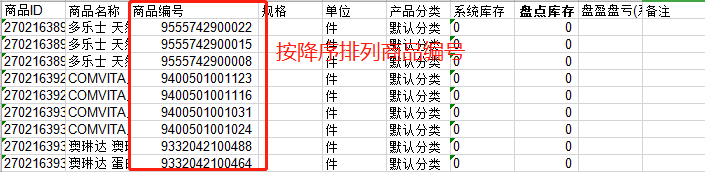 商品ID 商品名称 商品编号 规格 单位 产品分类 系统库存 盘点库存 盘盈盘亏(系 备注
270216389 多乐士 天然 9555742900022 件 默认分类 0 0
270216389 多乐士 天然 9555742900015 件 默认分类 0 0
270216389 多乐士 天然 9555742900008 件 默认分类 0 0
按降序排列商品编号
270216392 COMVITA 9400501001123 件 默认分类 0 0
270216392 COMVITA 9400501001116 件 默认分类 0 0
270216393 COMVITA 9400501001031 件 默认分类 0 0
270216393 COMVITA 9400501001024 件 默认分类 0 0
270216393 奥琳达 9332042100488 件 默认分类 0 0
270216393 奥琳达 蛋白 9332042100464 件 默认分类 0 0